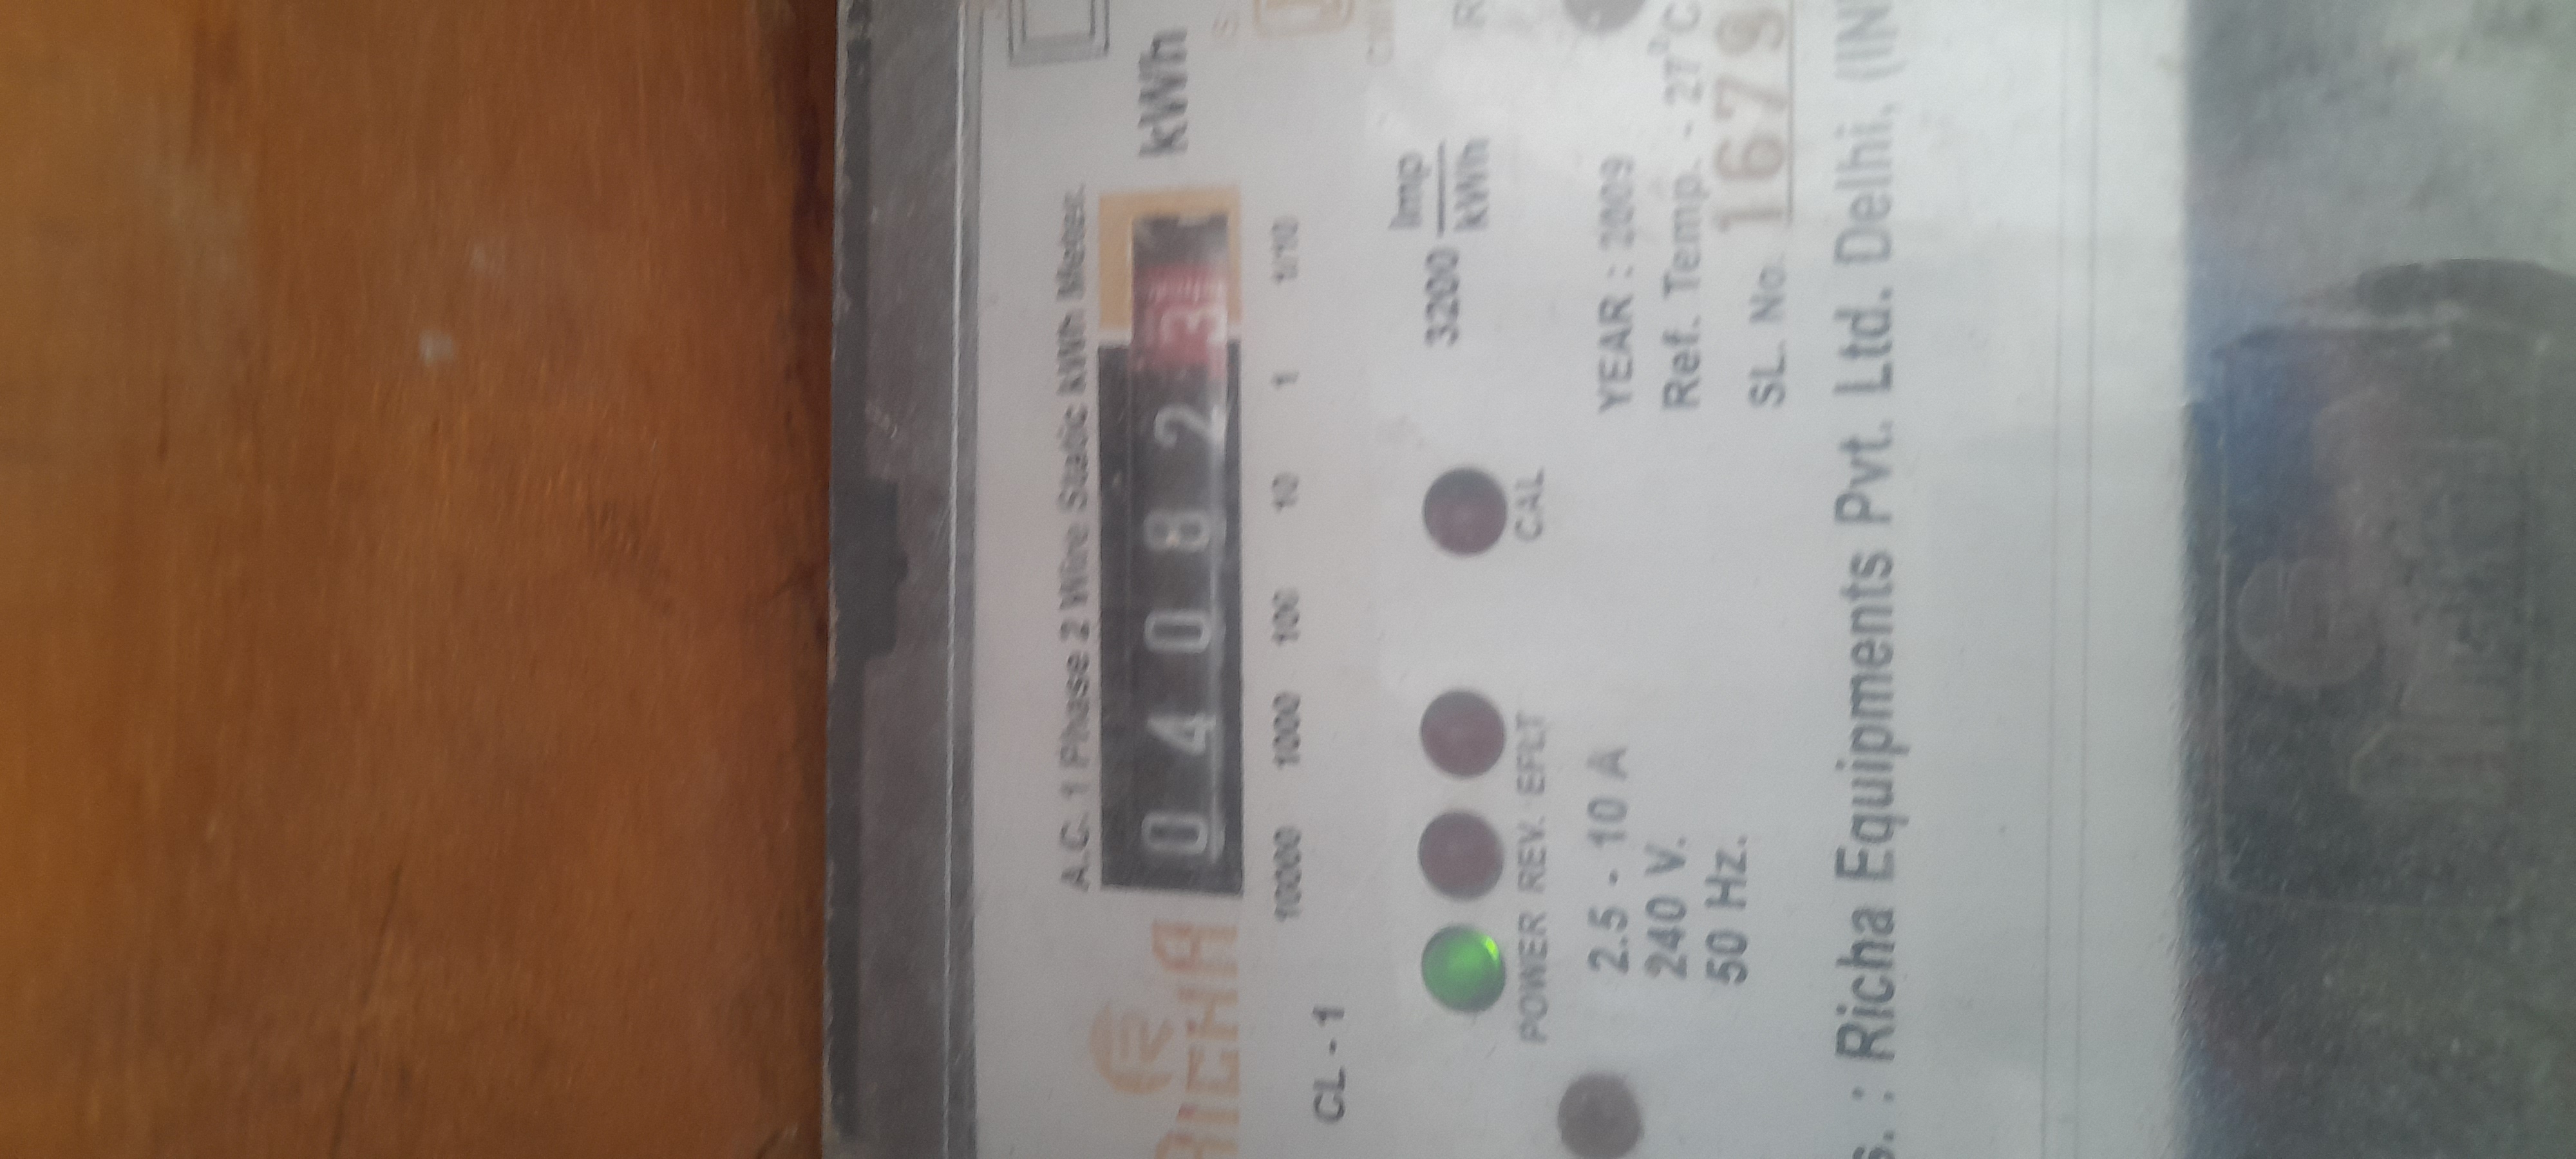 A.C. 1 Phase 2 Wire Static kWh Meter.
RICHA
0 4 0 8 2 3 kWh
10000 1000 100 10 1 1/10
CL - 1
3200 Imp
kWh
POWER REV. EFLT CAL
2.5 - 10 A
240 V.
50 Hz.
YEAR : 2009
Ref. Temp. - 27°C
SL. No. 1679
S. : Richa Equipments Pvt. Ltd. Delhi, (IN